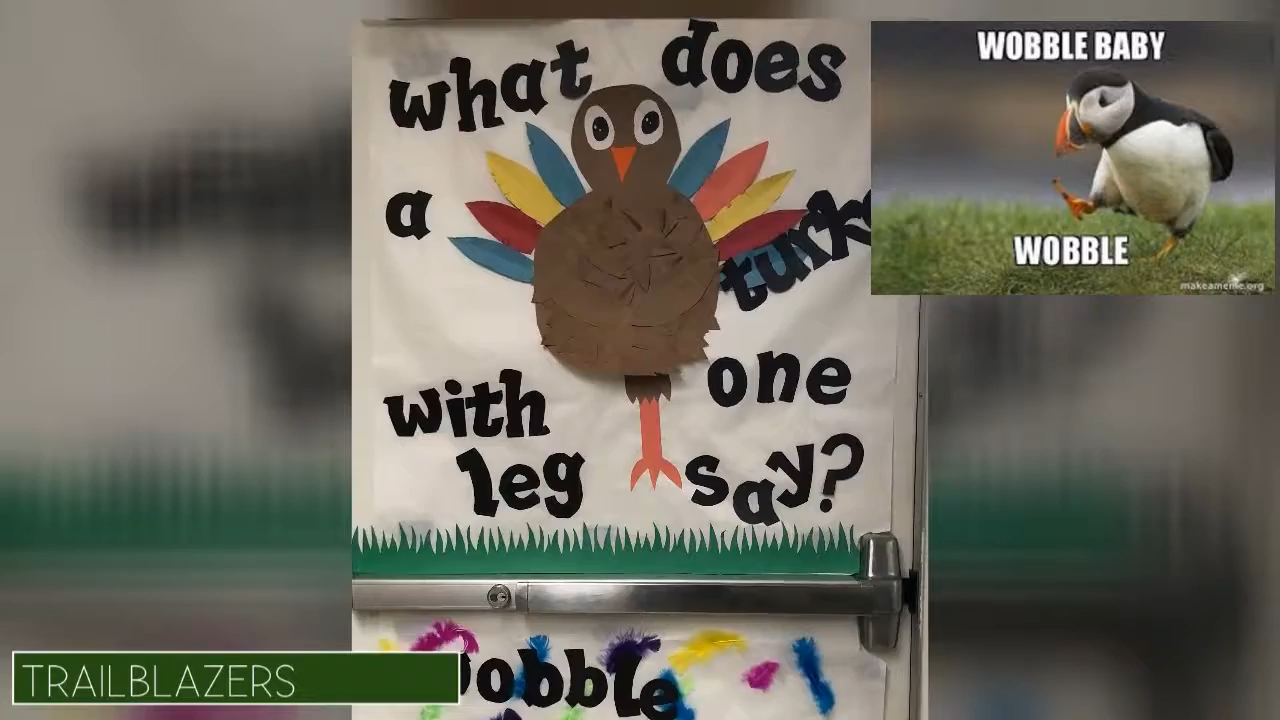 what does
a turk
with one
leg say?
obble
WOBBLE BABY
WOBBLE
makeameme.org
TRAILBLAZERS